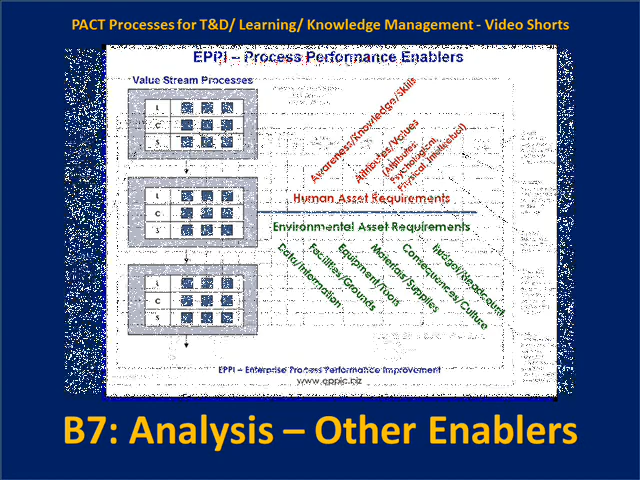 PACT Processes for T&D/ Learning/ Knowledge Management - Video Shorts
EPPI – Process Performance Enablers
Value Stream Processes
L
C
S
L
C
S
L
C
S
Awareness/Knowledge/Skills
Attributes/Values
(Attributes:
Psychological,
Physical, Intellectual)
Human Asset Requirements
Environmental Asset Requirements
Data/Information
Facilities/Grounds
Equipment/Tools
Materials/Supplies
Consequences/Culture
Budget/Headcount
EPPI – Enterprise Process Performance Improvement
www.eppic.biz
B7: Analysis – Other Enablers